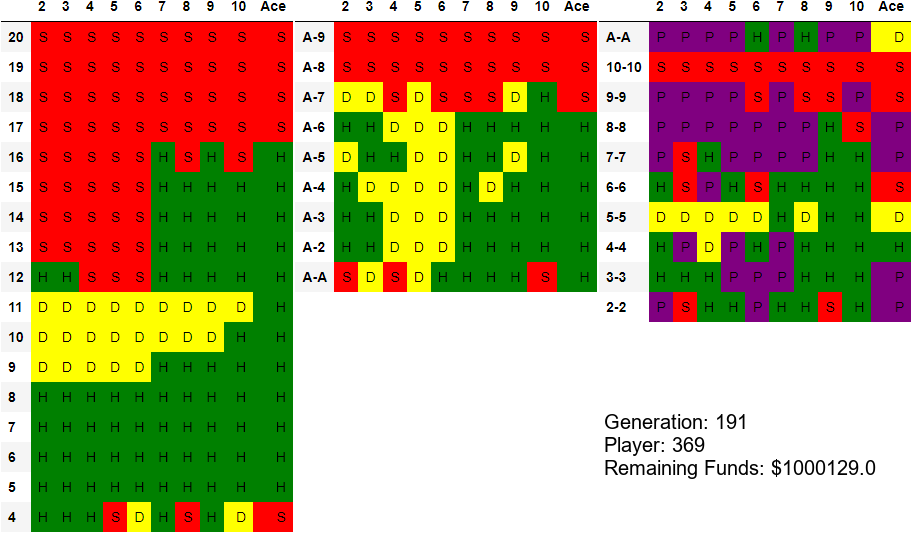 2 3 4 5 6 7 8 9 10 Ace
20 S S S S S S S S S S
19 S S S S S S S S S S
18 S S S S S S S S S S
17 S S S S S S S S S S
16 S S S S S H S H S H
15 S S S S S H H H H H
14 S S S S S H H H H H
13 S S S S S H H H H H
12 H H S S S H H H H H
11 D D D D D D D D D H
10 D D D D D D D D H H
9 D D D D D H H H H H
8 H H H H H H H H H H
7 H H H H H H H H H H
6 H H H H H H H H H H
5 H H H H H H H H H H
4 H H H S D H S H D S
2 3 4 5 6 7 8 9 10 Ace
A-9 S S S S S S S S S S
A-8 S S S S S S S S S S
A-7 D D S D S S S D H S
A-6 H H D D D H H H H H
A-5 D H H D D H H D H H
A-4 H D D D D H D H H H
A-3 H H D D D H H H H H
A-2 H H D D D H H H H H
A-A S D S D H H H H S H
2 3 4 5 6 7 8 9 10 Ace
A-A P P P P H P H P P D
10-10 S S S S S S S S S S
9-9 P P P P S P S S P S
8-8 P P P P P P P H S P
7-7 P S H P P P P H H P
6-6 H S P H S H H H H S
5-5 D D D D D H D H H D
4-4 H P D P H P H H H H
3-3 H H H P P P H H H P
2-2 P S H H P H H S H P
Generation: 191
Player: 369
Remaining Funds: $1000129.0